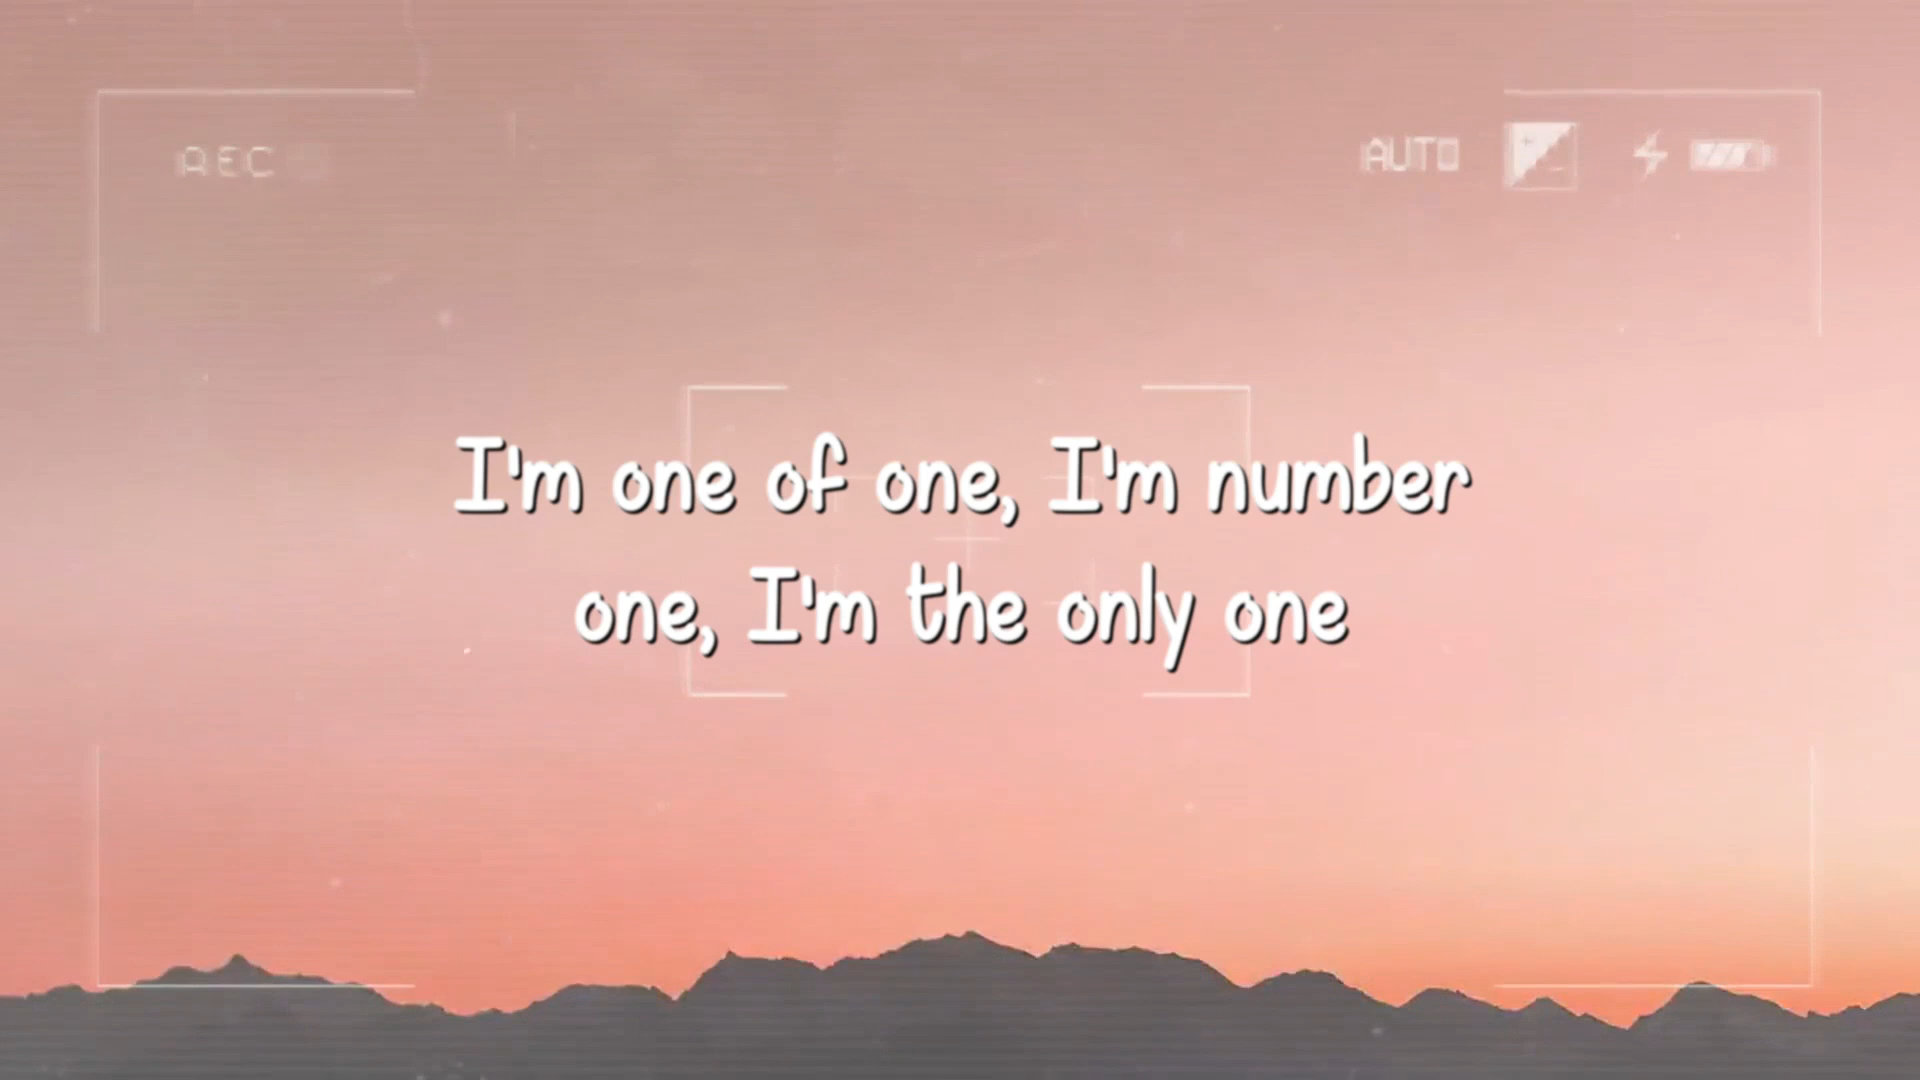 REC
AUTO
I'm one of one, I'm number
one, I'm the only one